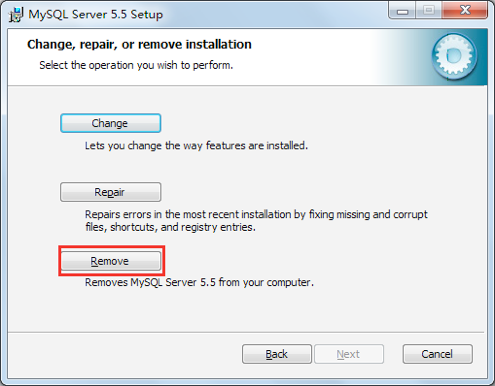 MySQL Server 5.5 Setup
Change, repair, or remove installation
Select the operation you wish to perform.
Change
Lets you change the way features are installed.
Repair
Repairs errors in the most recent installation by fixing missing and corrupt
files, shortcuts, and registry entries.
Remove
Removes MySQL Server 5.5 from your computer.
Back
Next
Cancel